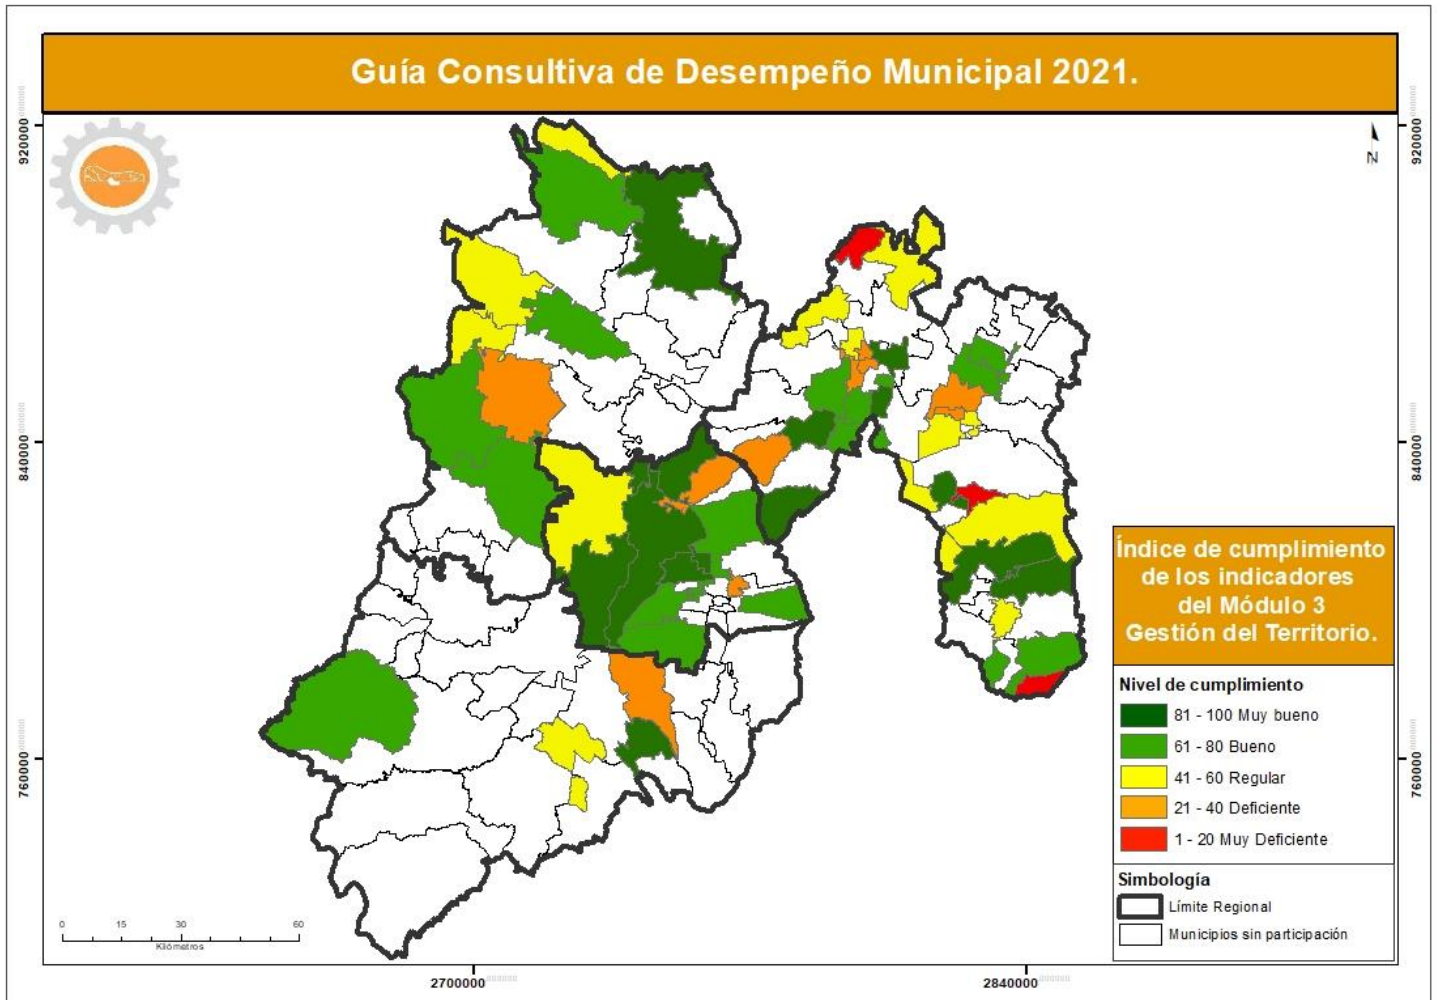 Guía Consultiva de Desempeño Municipal 2021.
920000
920000
N
840000
840000
Índice de cumplimiento
de los indicadores
del Módulo 3
Gestión del Territorio.
Nivel de cumplimiento
81 - 100 Muy bueno
61 - 80 Bueno
41 - 60 Regular
21 - 40 Deficiente
1 - 20 Muy Deficiente
760000
760000
Simbología
Límite Regional
Municipios sin participación
0 15 30 60
Kilómetros
2700000
2840000